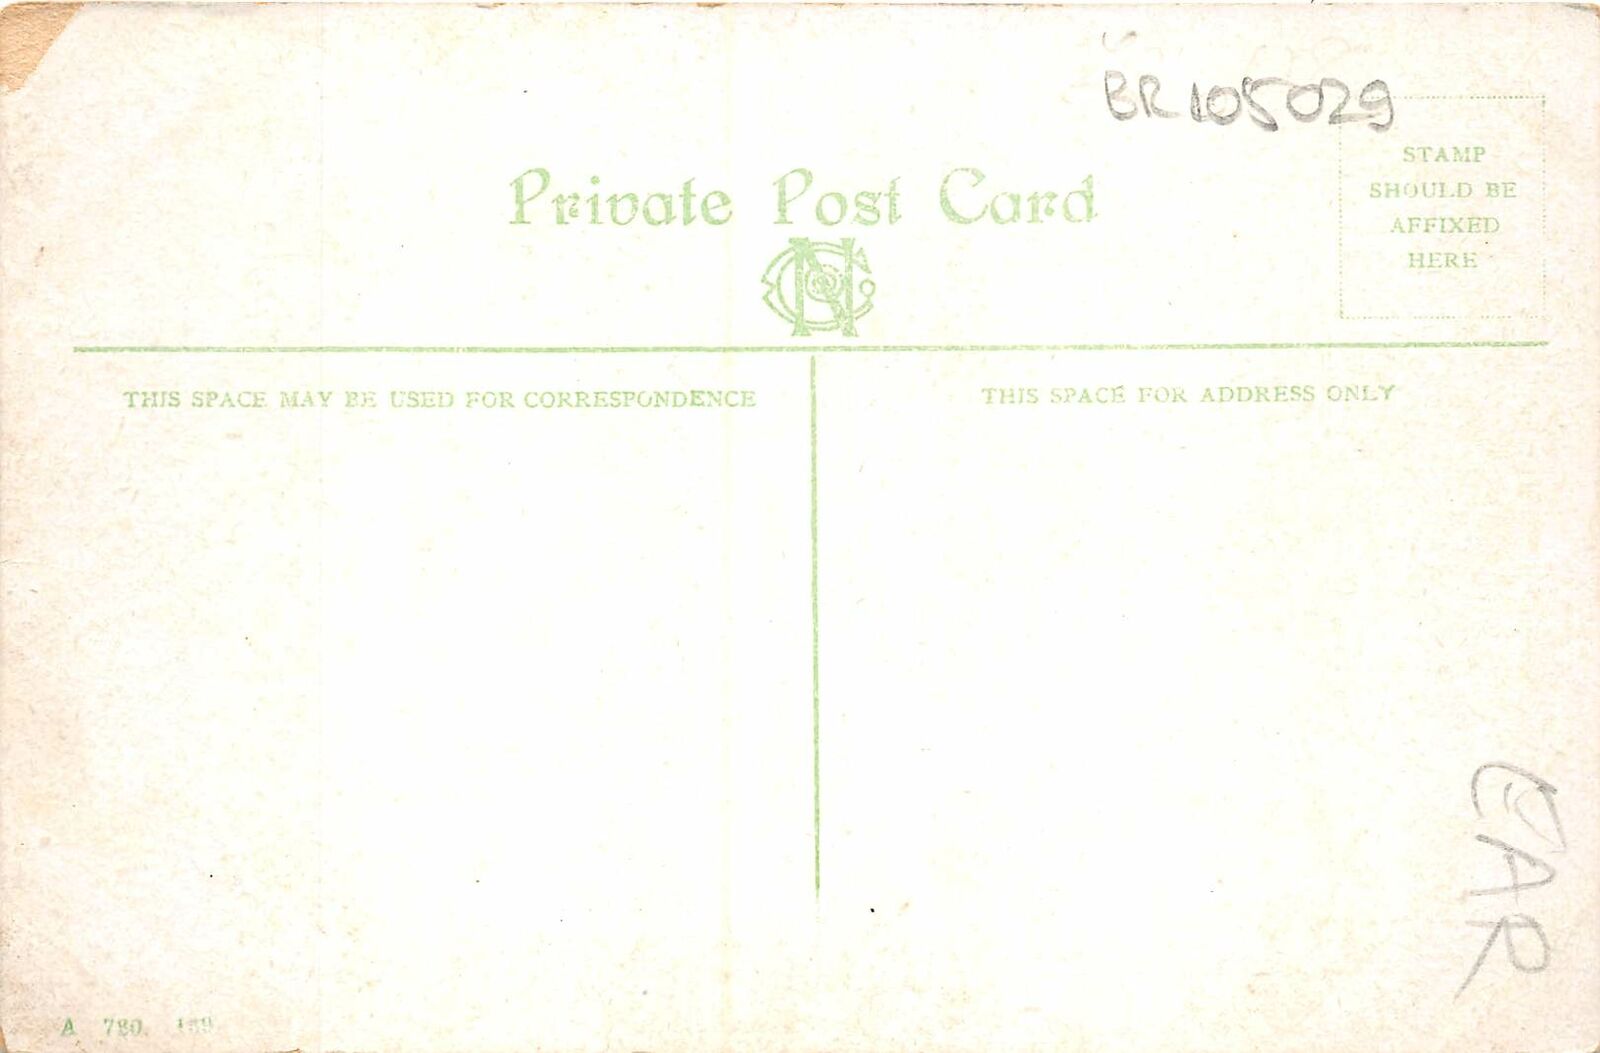 BR105029
STAMP
SHOULD BE
AFFIXED
HERE
Private Post Card
THIS SPACE MAY BE USED FOR CORRESPONDENCE
THIS SPACE FOR ADDRESS ONLY
CAR
A 780.